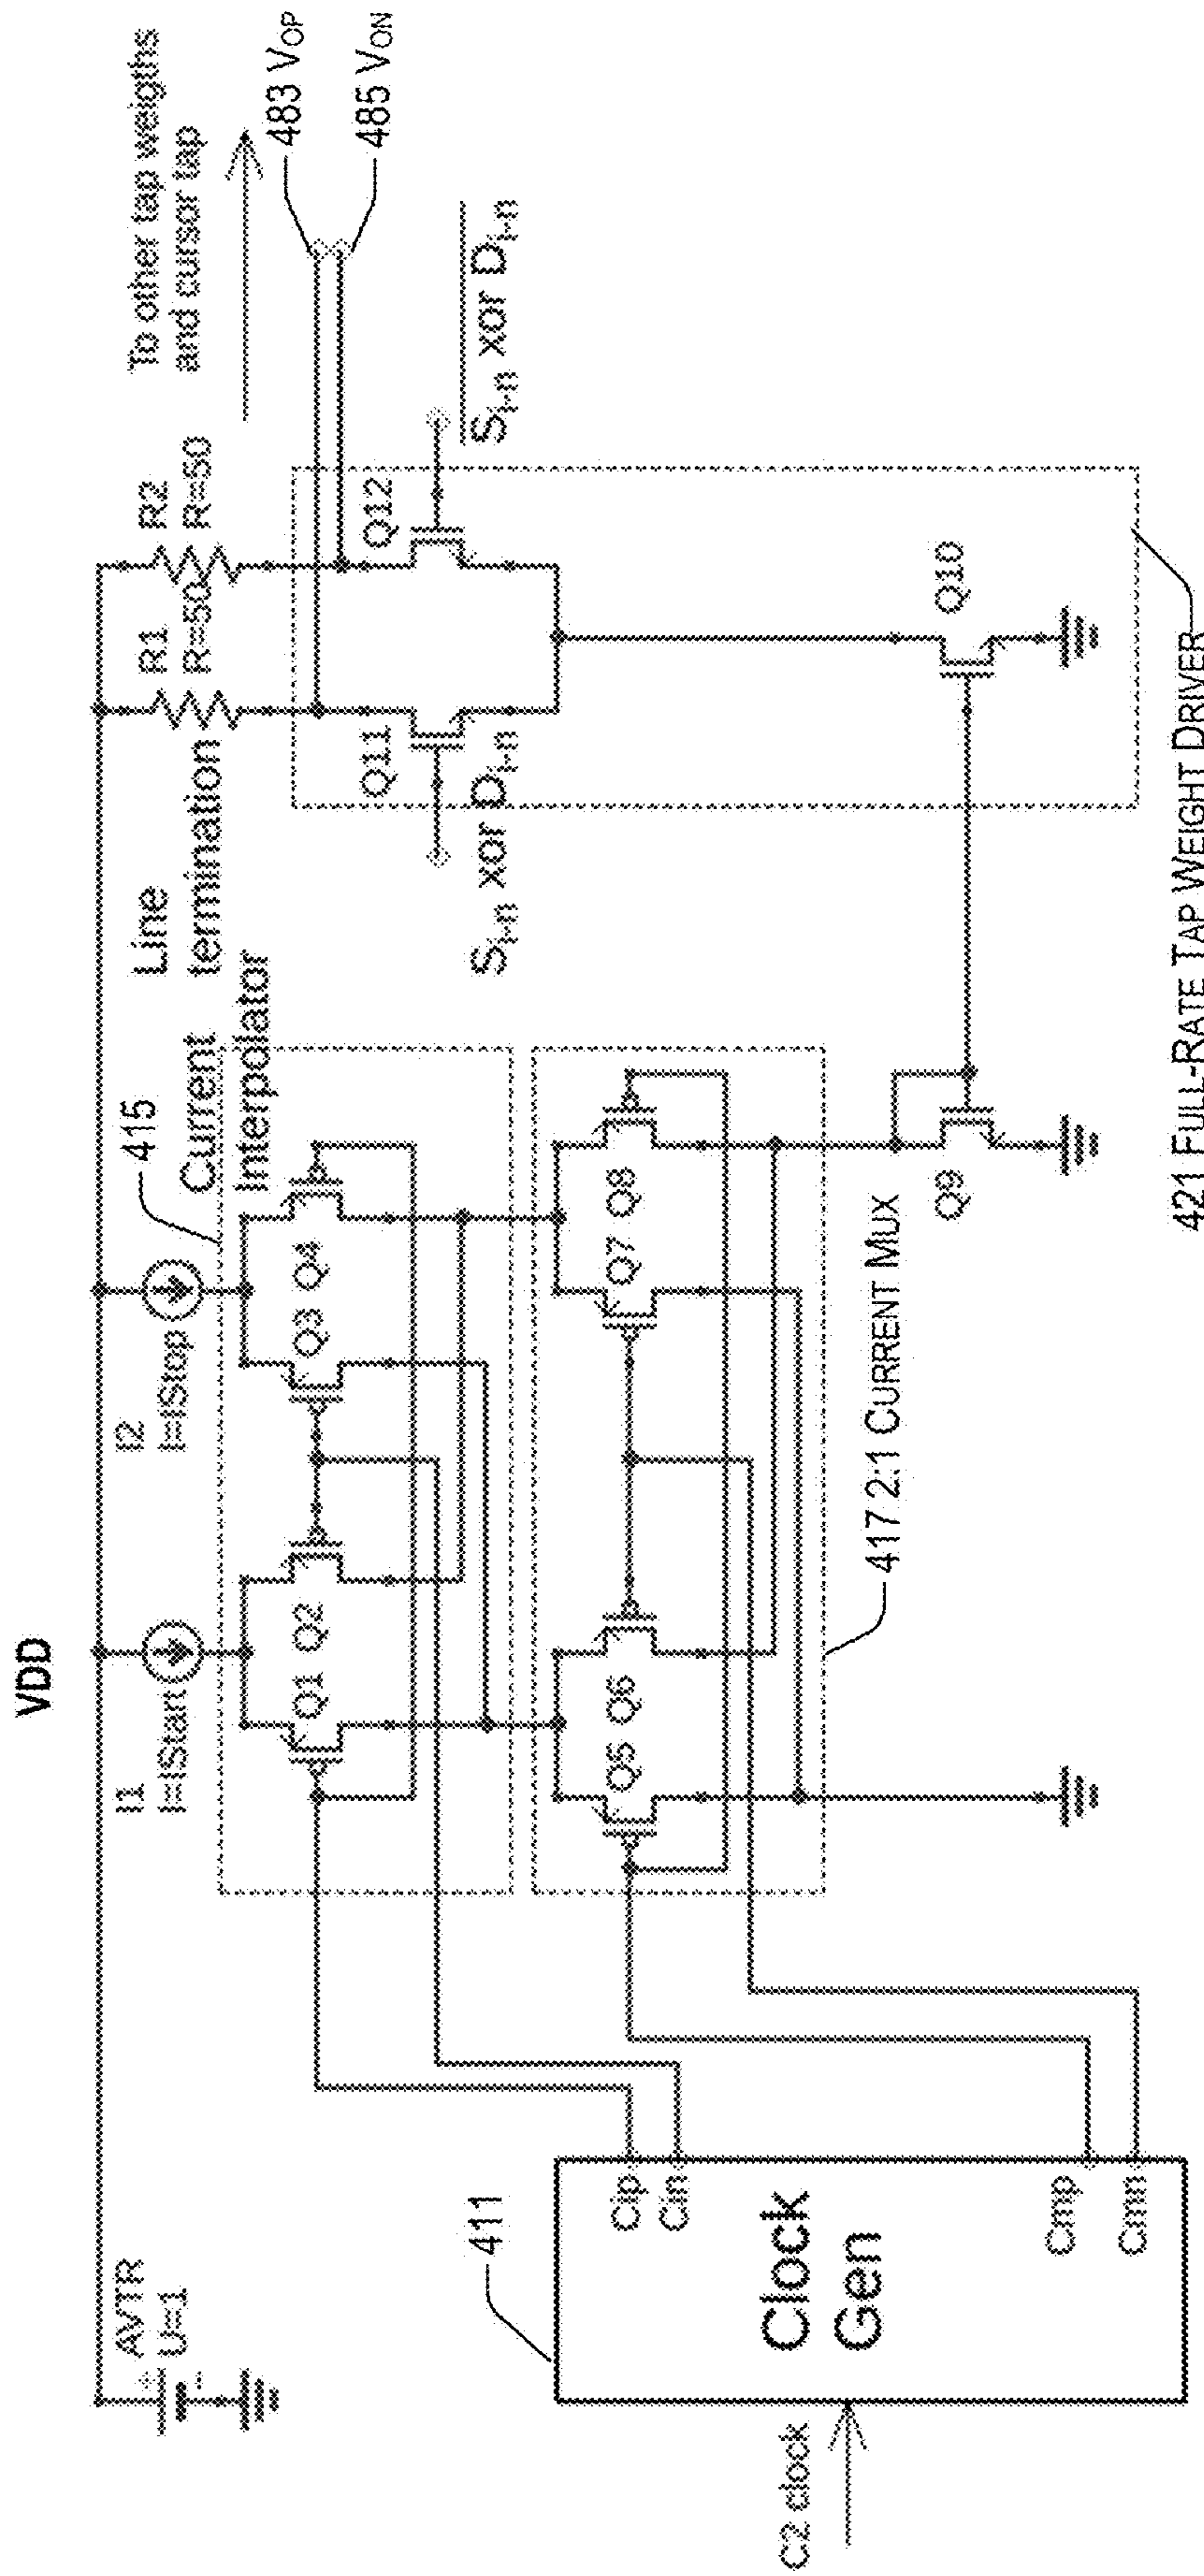 VDD
AVTR
U=1
I1
I=IStart
I2
I=IStop
415
Current
Interpolator
Line
termination
R1
R=50
R2
R=50
To other tap weigths
and cursor tap
483 VOP
485 VON
Q1 Q2
Q3 Q4
Q11
Q12
Si-n xor Di-n
Si-n xor Di-n
Q5 Q6
Q7 Q8
417 2:1 CURRENT MUX
Q9
Q10
421 FULL-RATE TAP WEIGHT DRIVER
411
Clock
Gen
Cip
Cin
Cmp
Cmn
C2 clock